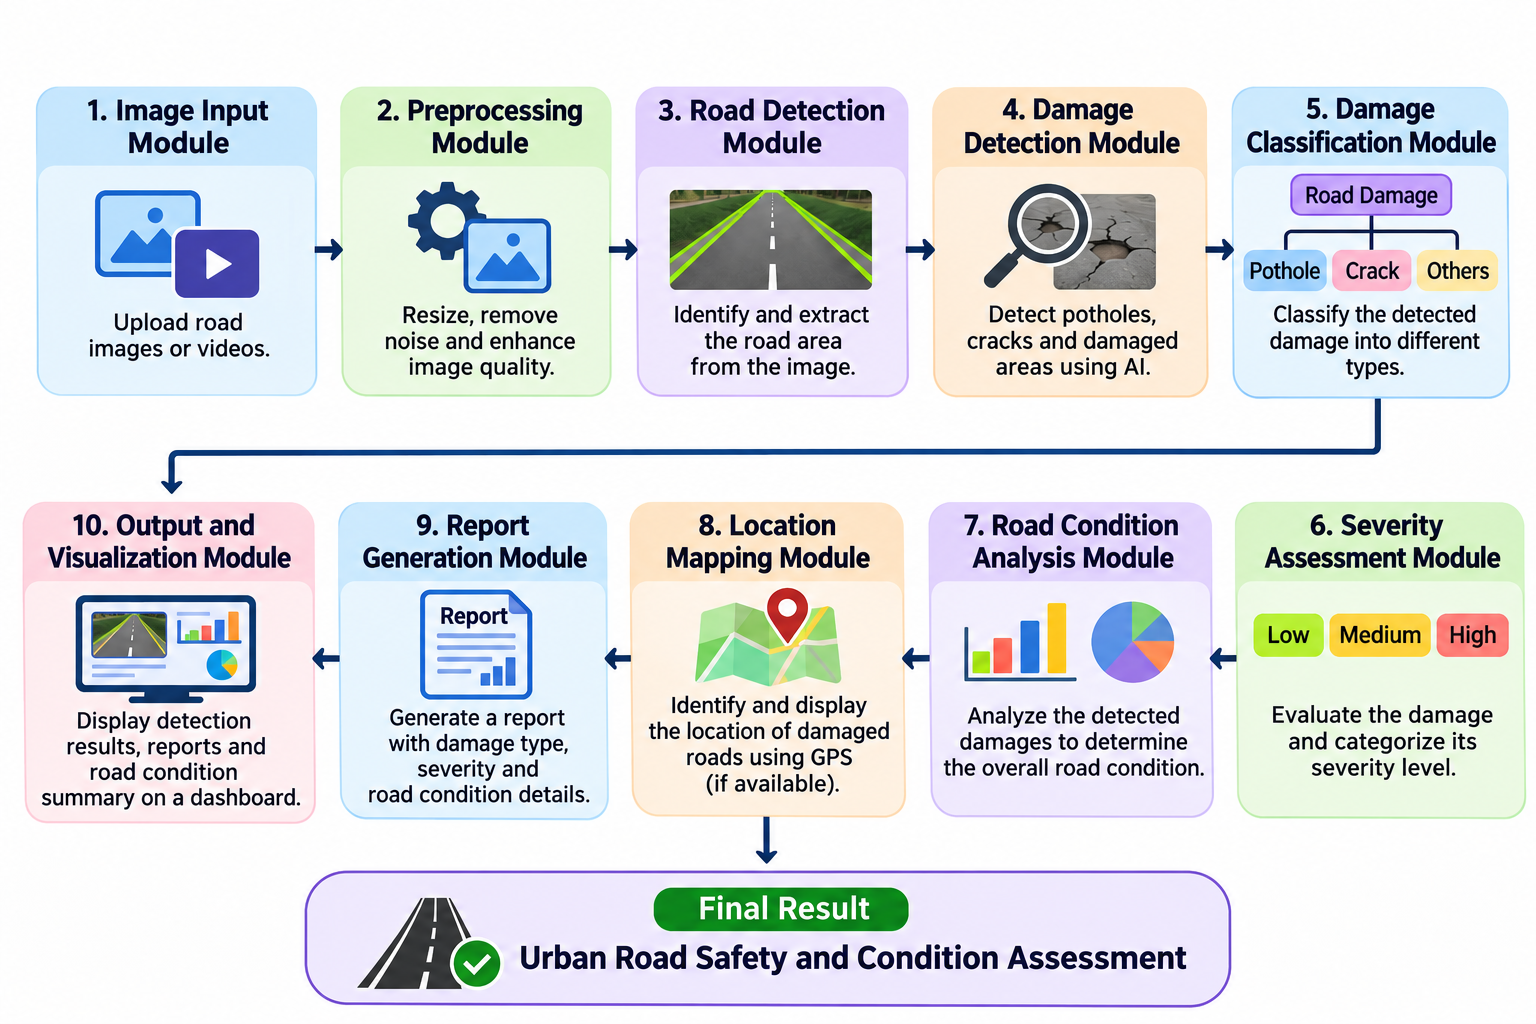 1. Image Input
Module
Upload road
images or videos.
2. Preprocessing
Module
Resize, remove
noise and enhance
image quality.
3. Road Detection
Module
Identify and extract
the road area
from the image.
4. Damage
Detection Module
Detect potholes,
cracks and damaged
areas using AI.
5. Damage
Classification Module
Road Damage
Pothole
Crack
Others
Classify the detected
damage into different
types.
10. Output and
Visualization Module
Display detection
results, reports and
road condition
summary on a dashboard.
9. Report
Generation Module
Report
Generate a report
with damage type,
severity and
road condition details.
8. Location
Mapping Module
Identify and display
the location of damaged
roads using GPS
(if available).
7. Road Condition
Analysis Module
Analyze the detected
damages to determine
the overall road condition.
6. Severity
Assessment Module
Low
Medium
High
Evaluate the damage
and categorize its
severity level.
Final Result
Urban Road Safety and Condition Assessment